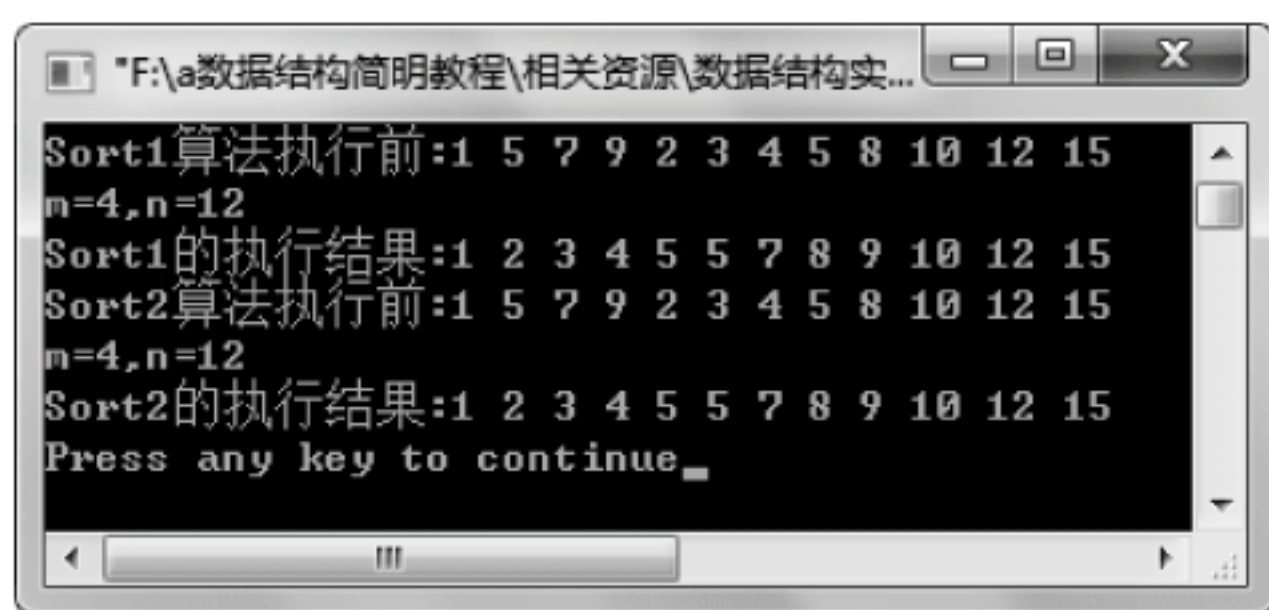 "F:\a数据结构简明教程\相关资源\数据结构实...
Sort1算法执行前:1 5 7 9 2 3 4 5 8 10 12 15
m=4,n=12
Sort1的执行结果:1 2 3 4 5 5 7 8 9 10 12 15
Sort2算法执行前:1 5 7 9 2 3 4 5 8 10 12 15
m=4,n=12
Sort2的执行结果:1 2 3 4 5 5 7 8 9 10 12 15
Press any key to continue